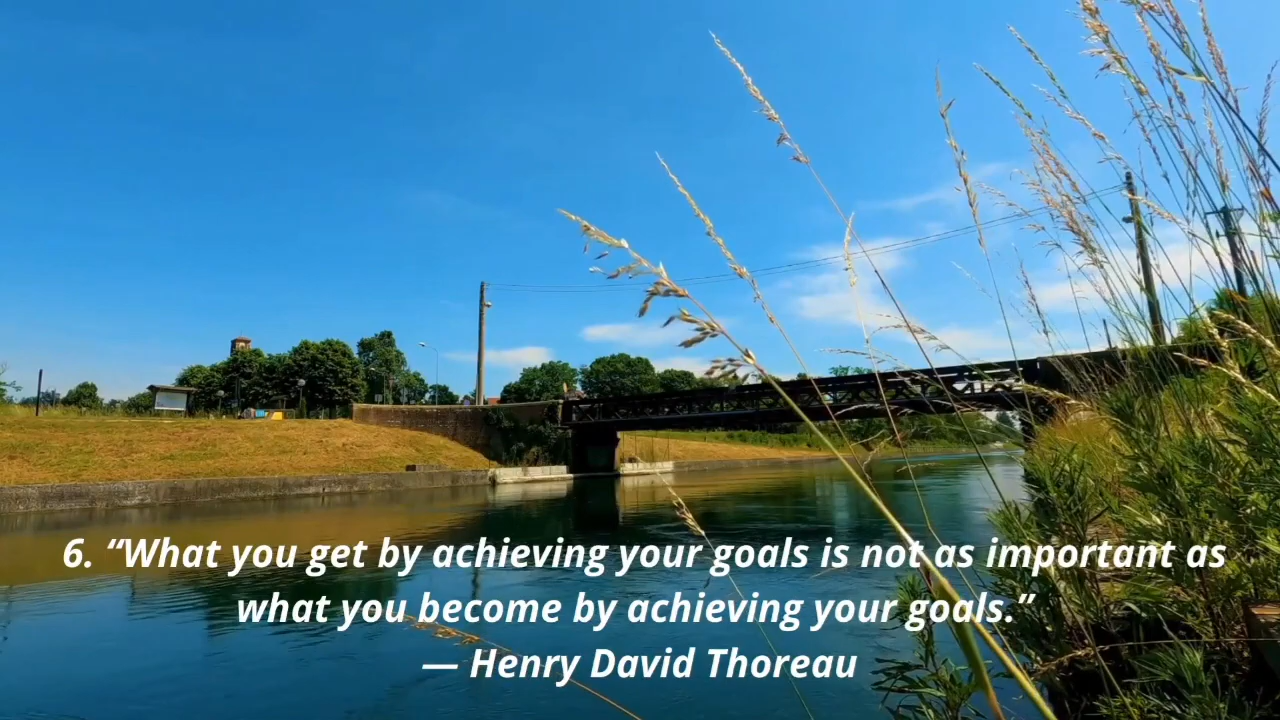 6. “What you get by achieving your goals is not as important as
what you become by achieving your goals.”
— Henry David Thoreau